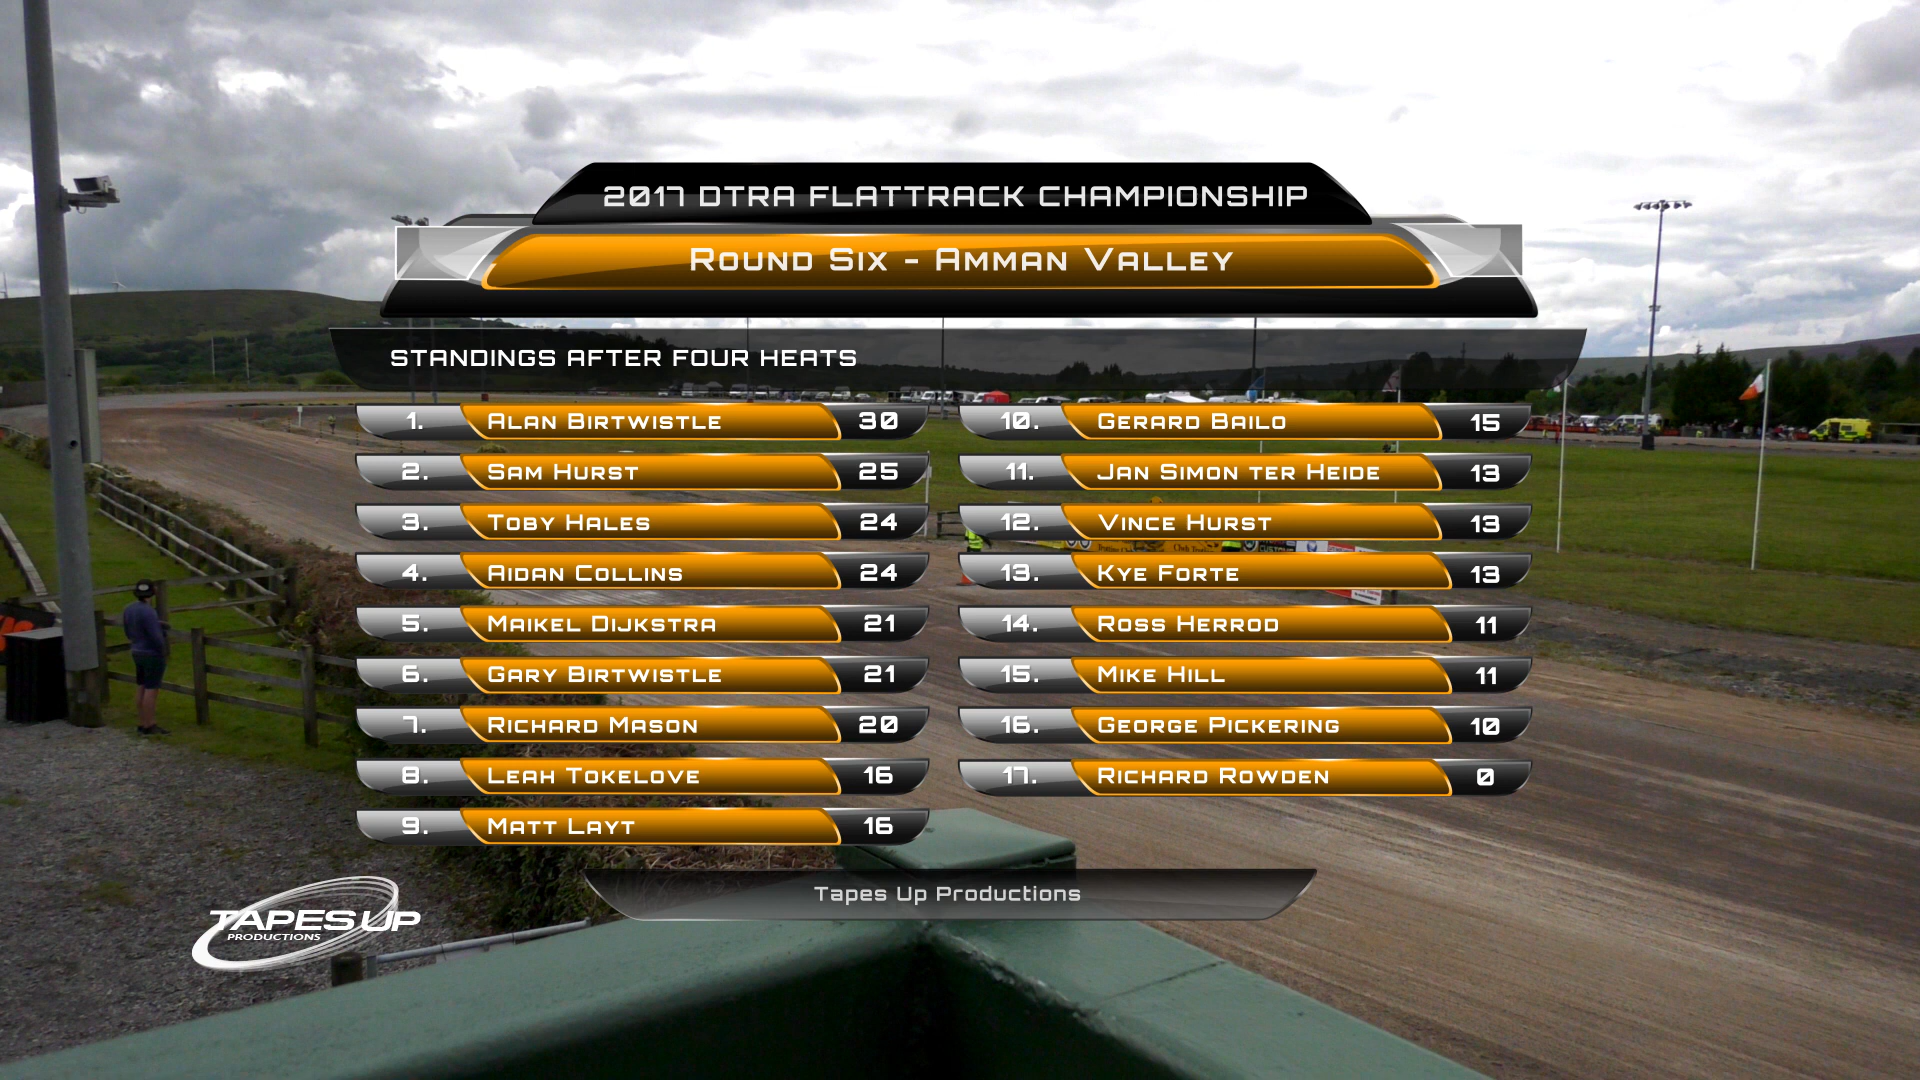 2017 DTRA FLATTRACK CHAMPIONSHIP
ROUND SIX - AMMAN VALLEY
STANDINGS AFTER FOUR HEATS
1. ALAN BIRTWISTLE 30
2. SAM HURST 25
3. TOBY HALES 24
4. AIDAN COLLINS 24
5. MAIKEL DIJKSTRA 21
6. GARY BIRTWISTLE 21
7. RICHARD MASON 20
8. LEAH TOKELOVE 16
9. MATT LAYT 16
10. GERARD BAILO 15
11. JAN SIMON TER HEIDE 13
12. VINCE HURST 13
13. KYE FORTE 13
14. ROSS HERROD 11
15. MIKE HILL 11
16. GEORGE PICKERING 10
17. RICHARD ROWDEN 0
Tapes Up Productions
TAPES UP
PRODUCTIONS